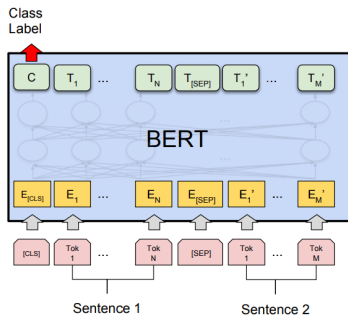 Class
Label
C T1 ... TN T[SEP] T1' ... TM'
...
BERT
...
E[CLS] E1 ... EN E[SEP] E1' ... EM'
[CLS] Tok 1 ... Tok N [SEP] Tok 1 ... Tok M
Sentence 1 Sentence 2